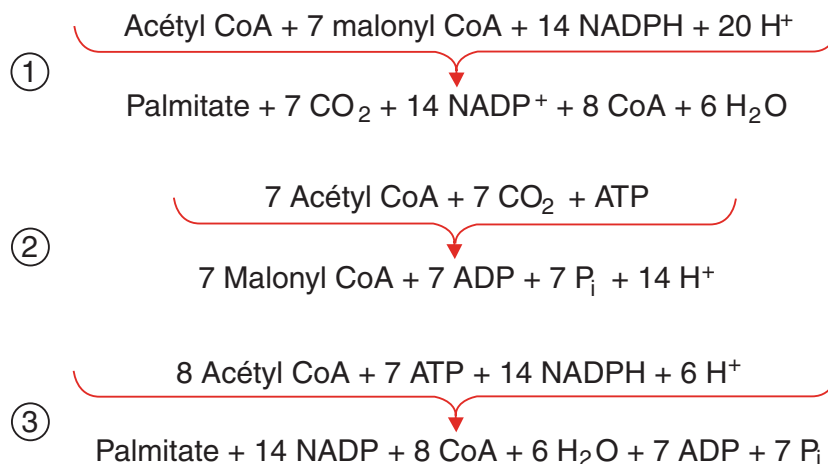 Acétyl CoA + 7 malonyl CoA + 14 NADPH + 20 H⁺
①
Palmitate + 7 CO₂ + 14 NADP⁺ + 8 CoA + 6 H₂O
7 Acétyl CoA + 7 CO₂ + ATP
②
7 Malonyl CoA + 7 ADP + 7 Pᵢ + 14 H⁺
8 Acétyl CoA + 7 ATP + 14 NADPH + 6 H⁺
③
Palmitate + 14 NADP + 8 CoA + 6 H₂O + 7 ADP + 7 Pᵢ